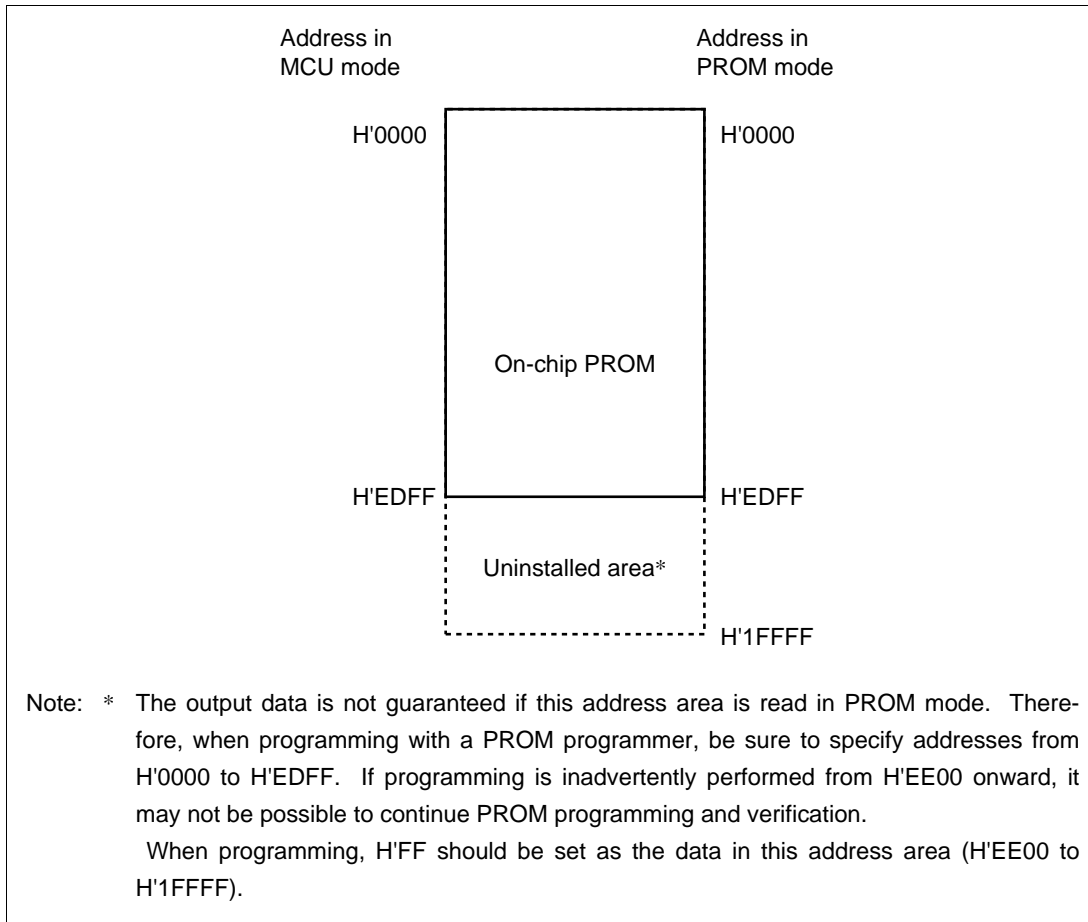 Address in
MCU mode
Address in
PROM mode
H'0000
H'0000
On-chip PROM
H'EDFF
H'EDFF
Uninstalled area*
H'1FFFF
Note: * The output data is not guaranteed if this address area is read in PROM mode. There-
fore, when programming with a PROM programmer, be sure to specify addresses from
H'0000 to H'EDFF. If programming is inadvertently performed from H'EE00 onward, it
may not be possible to continue PROM programming and verification.
When programming, H'FF should be set as the data in this address area (H'EE00 to
H'1FFFF).